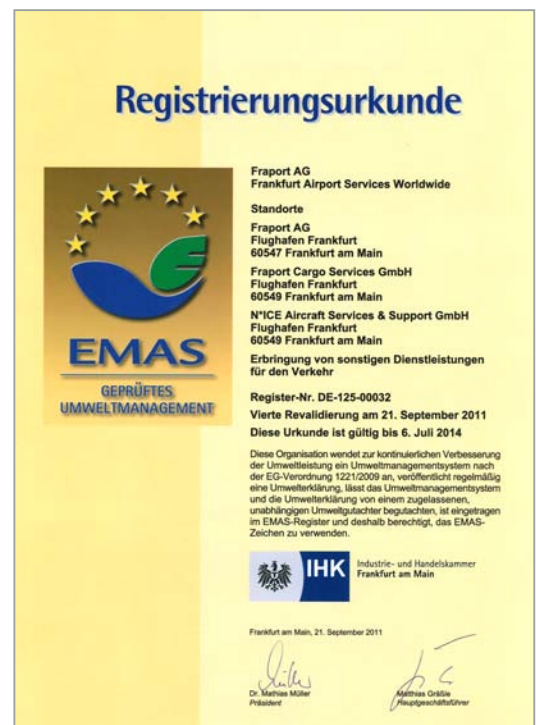 Registrierungsurkunde
Fraport AG
Frankfurt Airport Services Worldwide
Standorte
Fraport AG
Flughafen Frankfurt
60547 Frankfurt am Main
Fraport Cargo Services GmbH
Flughafen Frankfurt
60549 Frankfurt am Main
N*ICE Aircraft Services & Support GmbH
Flughafen Frankfurt
60549 Frankfurt am Main
Erbringung von sonstigen Dienstleistungen
für den Verkehr
Register-Nr. DE-125-00032
Vierte Revalidierung am 21. September 2011
Diese Urkunde ist gültig bis 6. Juli 2014
EMAS
GEPRÜFTES
UMWELTMANAGEMENT
Diese Organisation wendet zur kontinuierlichen Verbesserung
der Umweltleistung ein Umweltmanagementsystem nach
der EG-Verordnung 1221/2009 an, veröffentlicht regelmäßig
eine Umwelterklärung, lässt das Umweltmanagementsystem
und die Umwelterklärung von einem zugelassenen,
unabhängigen Umweltgutachter begutachten, ist eingetragen
im EMAS-Register und deshalb berechtigt, das EMAS-
Zeichen zu verwenden.
IHK
Industrie- und Handelskammer
Frankfurt am Main
Frankfurt am Main, 21. September 2011
Dr. Mathias Müller
Präsident
Matthias Gräßle
Hauptgeschäftsführer